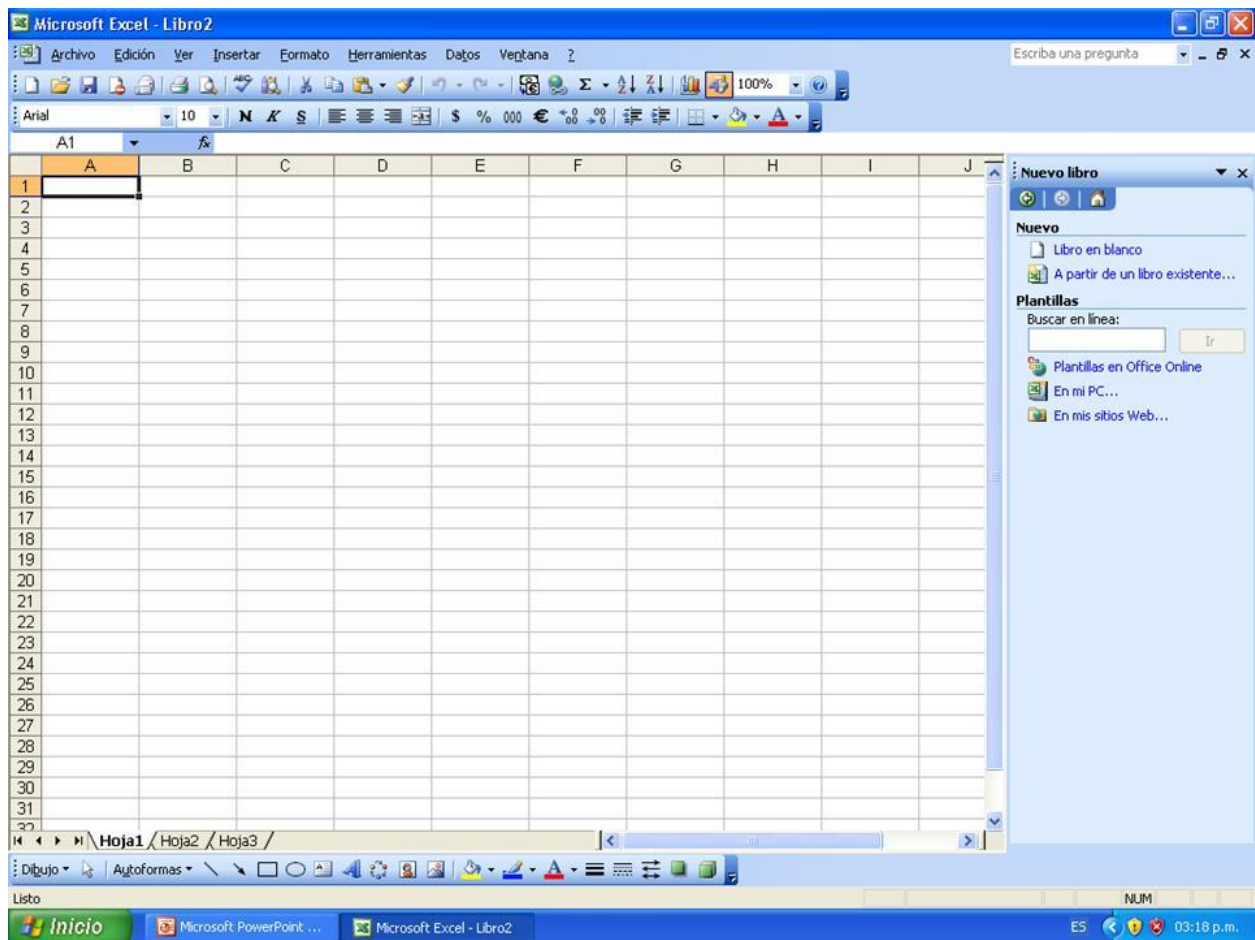 Microsoft Excel - Libro2
Archivo Edición Ver Insertar Formato Herramientas Datos Ventana ? Escriba una pregunta
100%
Arial 10 N K S $ % 000 €
A1 fx
A B C D E F G H I J
1
2
3
4
5
6
7
8
9
10
11
12
13
14
15
16
17
18
19
20
21
22
23
24
25
26
27
28
29
30
31
32
Nuevo libro
Nuevo
Libro en blanco
A partir de un libro existente...
Plantillas
Buscar en línea:
Ir
Plantillas en Office Online
En mi PC...
En mis sitios Web...
Hoja1 Hoja2 Hoja3
Dibujo Autoformas
Listo NUM
Inicio Microsoft PowerPoint ... Microsoft Excel - Libro2 ES 03:18 p.m.